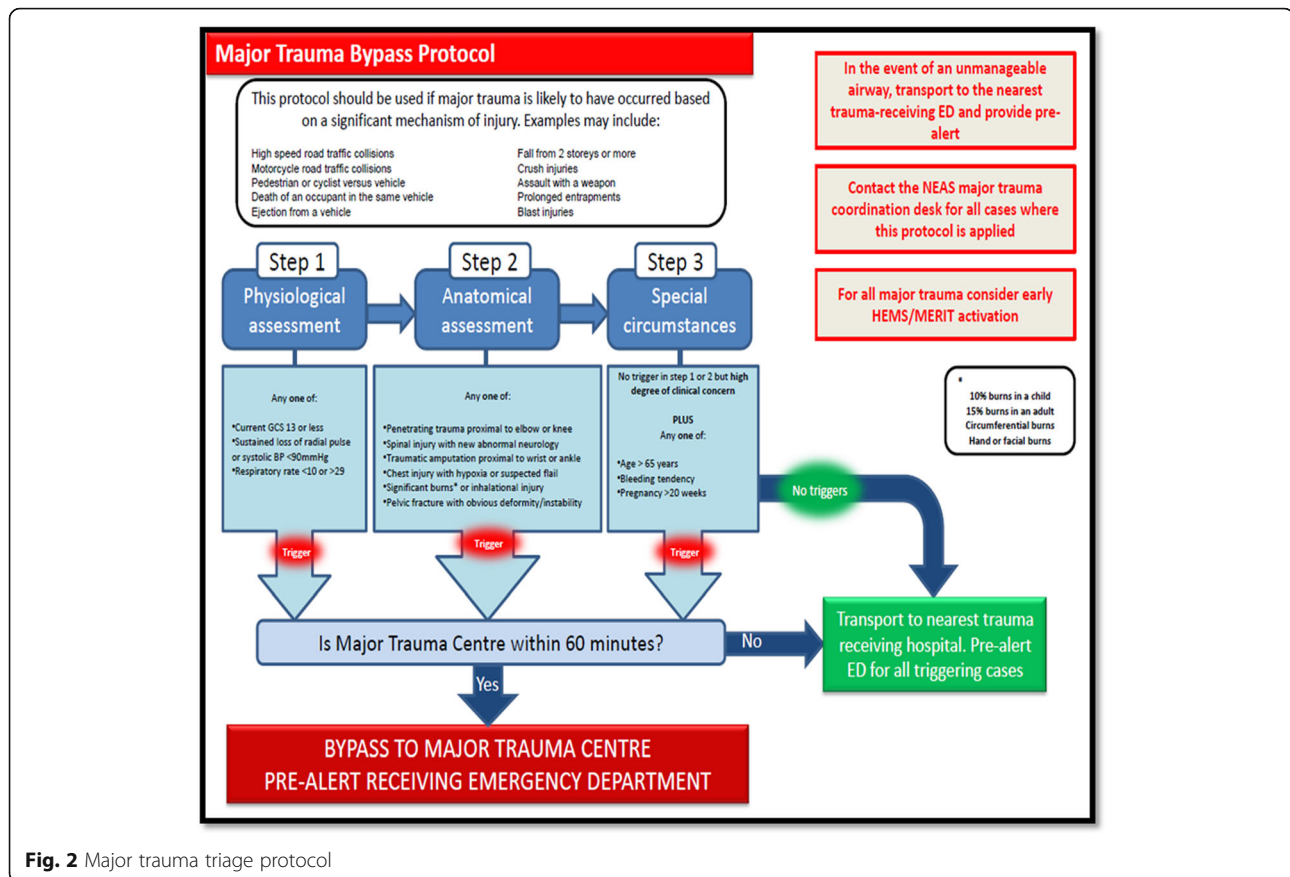 Major Trauma Bypass Protocol
This protocol should be used if major trauma is likely to have occurred based
on a significant mechanism of injury. Examples may include:
High speed road traffic collisions
Motorcycle road traffic collisions
Pedestrian or cyclist versus vehicle
Death of an occupant in the same vehicle
Ejection from a vehicle
Fall from 2 storeys or more
Crush injuries
Assault with a weapon
Prolonged entrapments
Blast injuries
In the event of an unmanageable
airway, transport to the nearest
trauma-receiving ED and provide pre-
alert
Contact the NEAS major trauma
coordination desk for all cases where
this protocol is applied
For all major trauma consider early
HEMS/MERIT activation
Step 1
Physiological
assessment
Step 2
Anatomical
assessment
Step 3
Special
circumstances
Any one of:
•Current GCS 13 or less
•Sustained loss of radial pulse
or systolic BP <90mmHg
•Respiratory rate <10 or >29
Any one of:
•Penetrating trauma proximal to elbow or knee
•Spinal injury with new abnormal neurology
•Traumatic amputation proximal to wrist or ankle
•Chest injury with hypoxia or suspected flail
•Significant burns* or inhalational injury
•Pelvic fracture with obvious deformity/instability
No trigger in step 1 or 2 but high
degree of clinical concern
PLUS
Any one of:
•Age > 65 years
•Bleeding tendency
•Pregnancy >20 weeks
*
10% burns in a child
15% burns in an adult
Circumferential burns
Hand or facial burns
No triggers
Trigger
Trigger
Trigger
Is Major Trauma Centre within 60 minutes?
No
Transport to nearest trauma
receiving hospital. Pre-alert
ED for all triggering cases
Yes
BYPASS TO MAJOR TRAUMA CENTRE
PRE-ALERT RECEIVING EMERGENCY DEPARTMENT
Fig. 2 Major trauma triage protocol